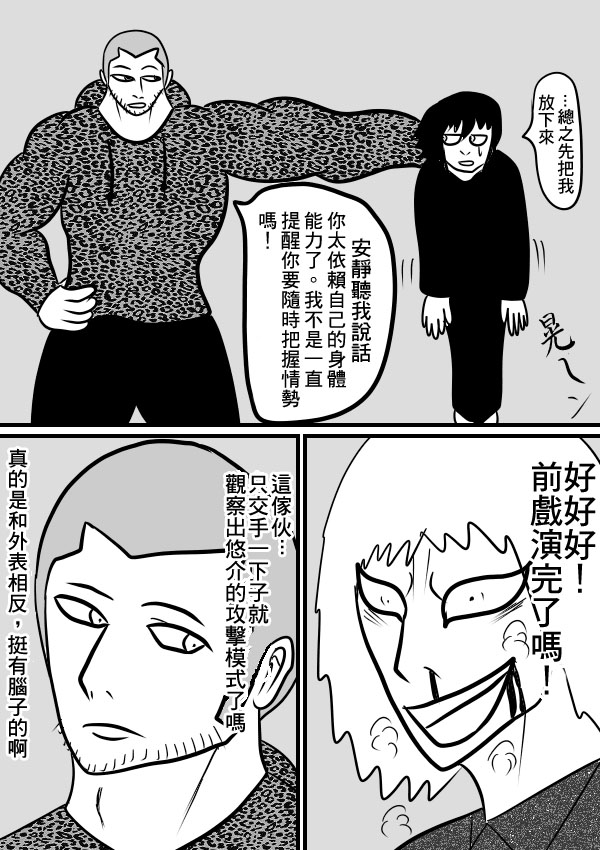 …總之先把我
放下來
安靜聽我說話
你太依賴自己的身體
能力了。我不是一直
提醒你要隨時把握情勢
嗎！
晃～ン
好好好！
前戲演完了嗎！
這傢伙…
只交手一下子就
觀察出悠介的攻擊模式了嗎
真的是和外表相反，挺有腦子的啊